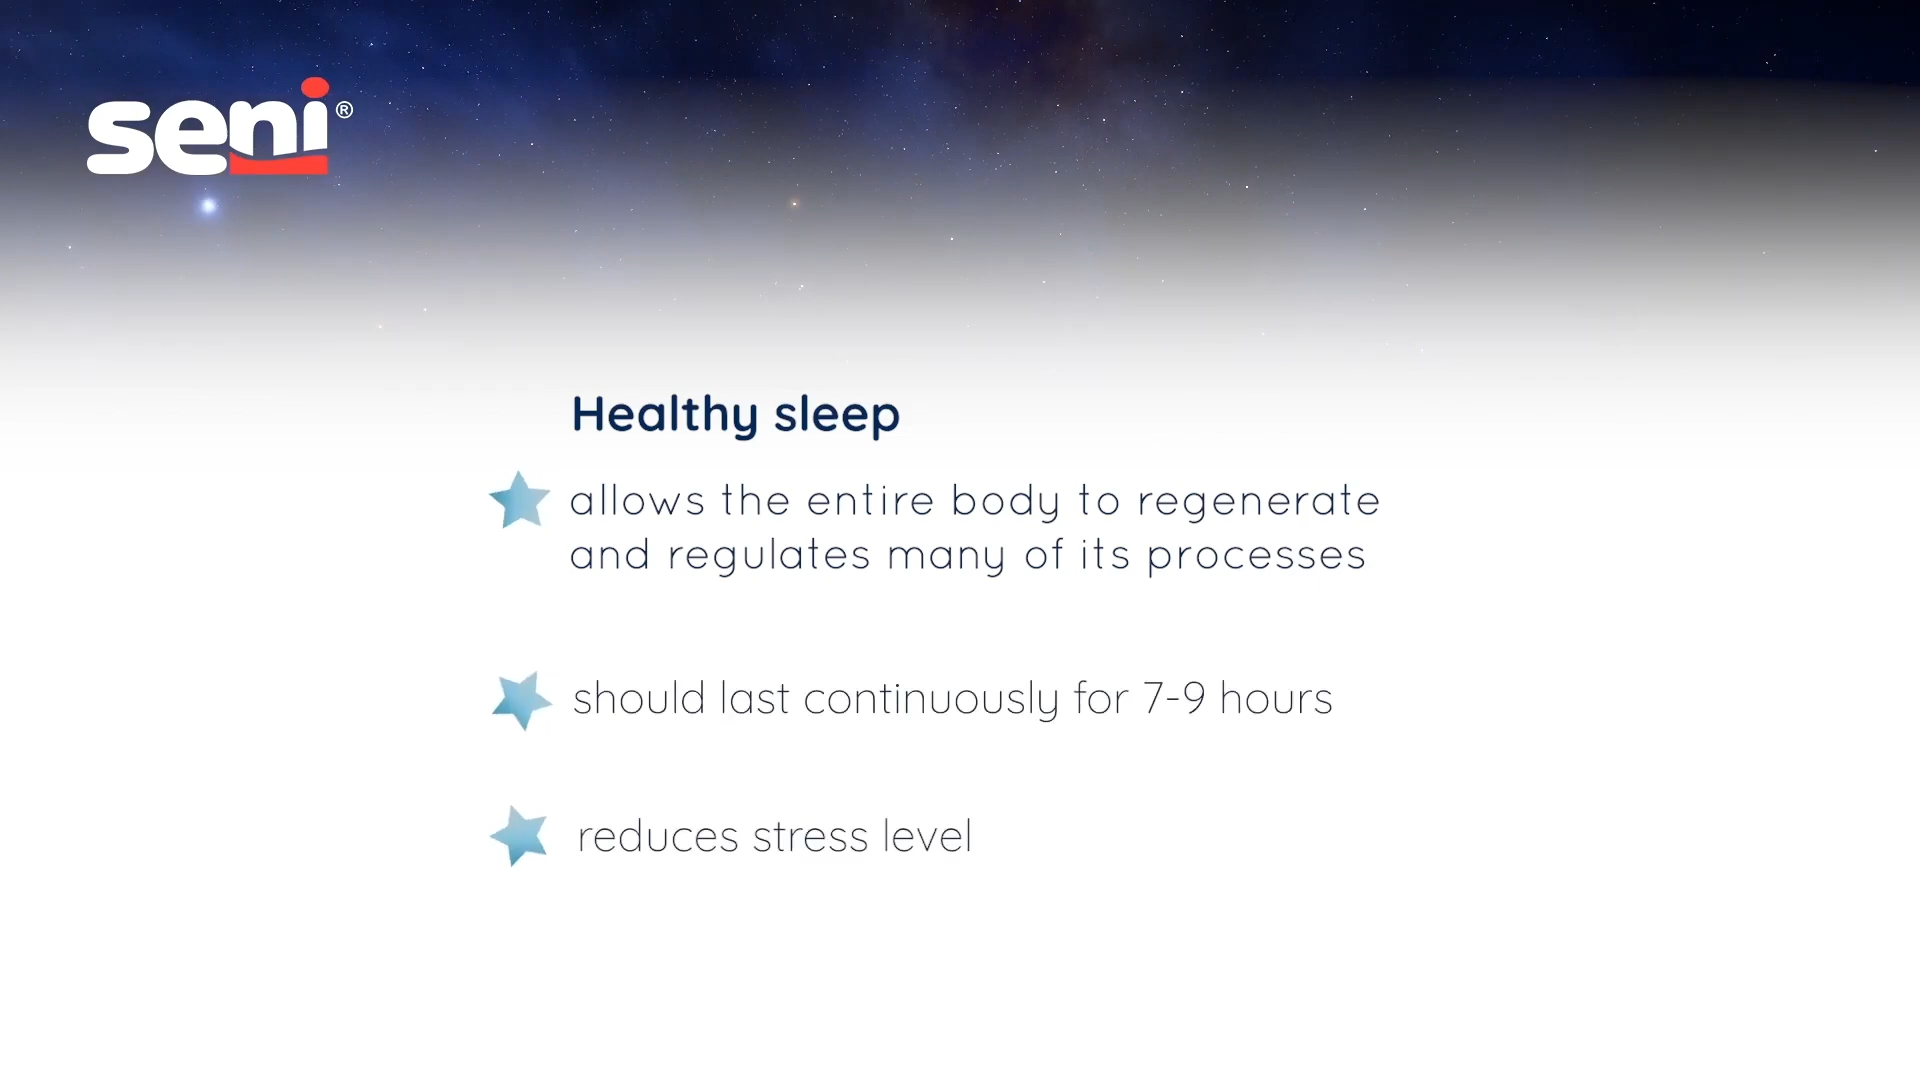 seni®
Healthy sleep
allows the entire body to regenerate
and regulates many of its processes
should last continuously for 7-9 hours
reduces stress level